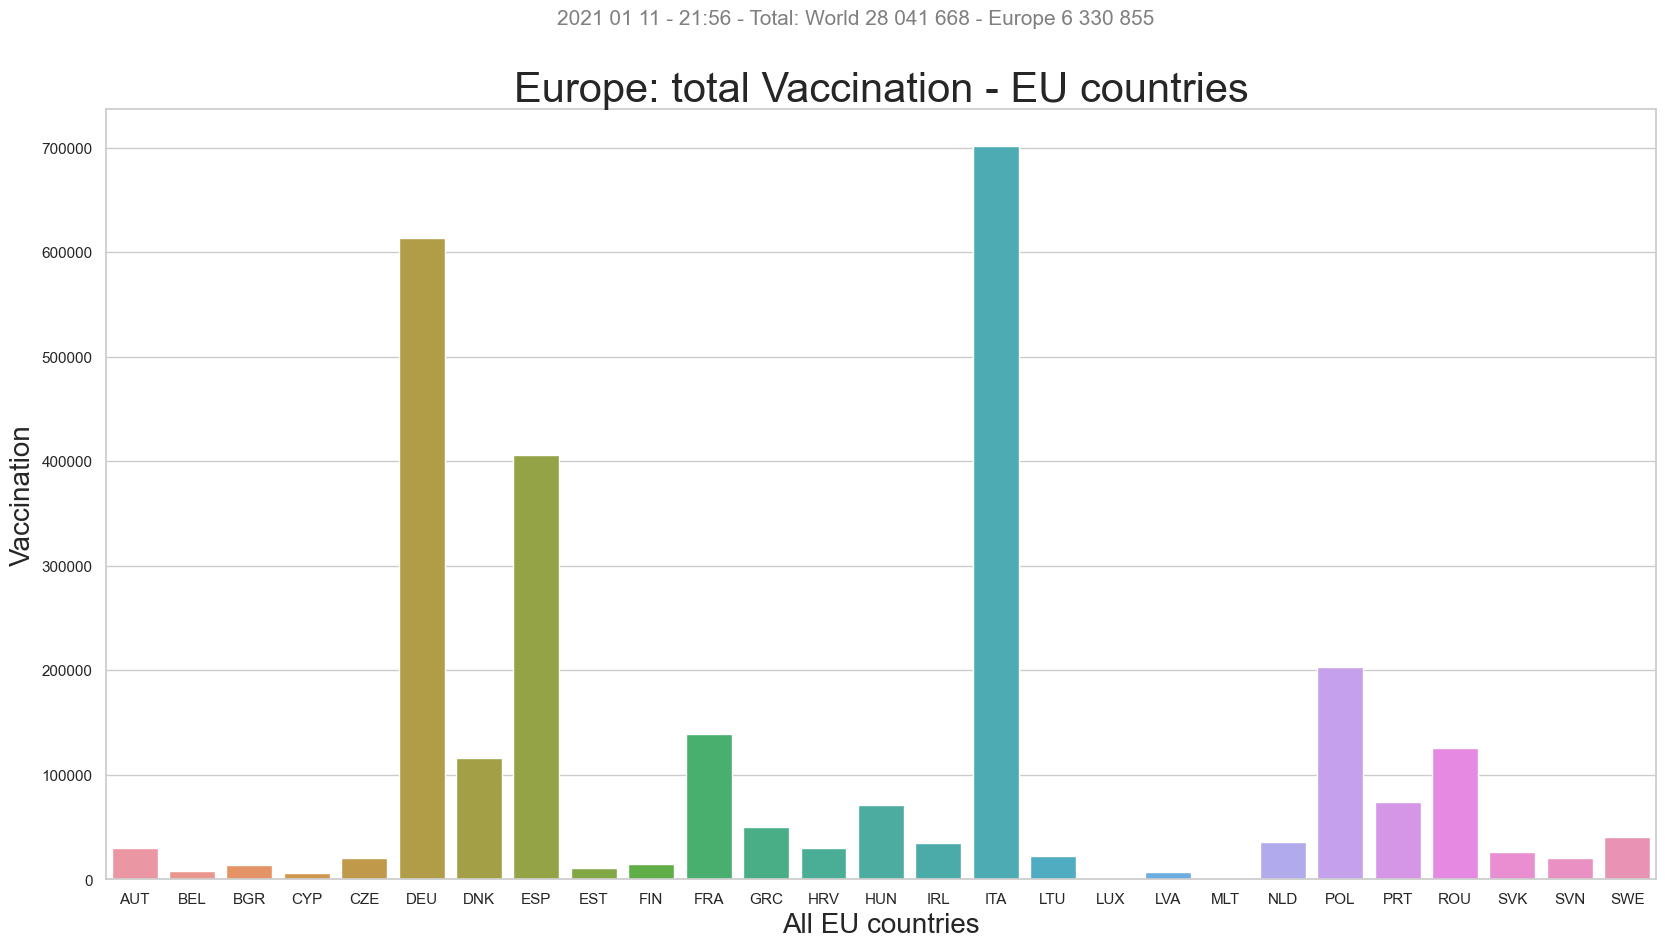 2021 01 11 - 21:56 - Total: World 28 041 668 - Europe 6 330 855
Europe: total Vaccination - EU countries
700000
600000
500000
400000
300000
200000
100000
0
Vaccination
AUT BEL BGR CYP CZE DEU DNK ESP EST FIN FRA GRC HRV HUN IRL ITA LTU LUX LVA MLT NLD POL PRT ROU SVK SVN SWE
All EU countries